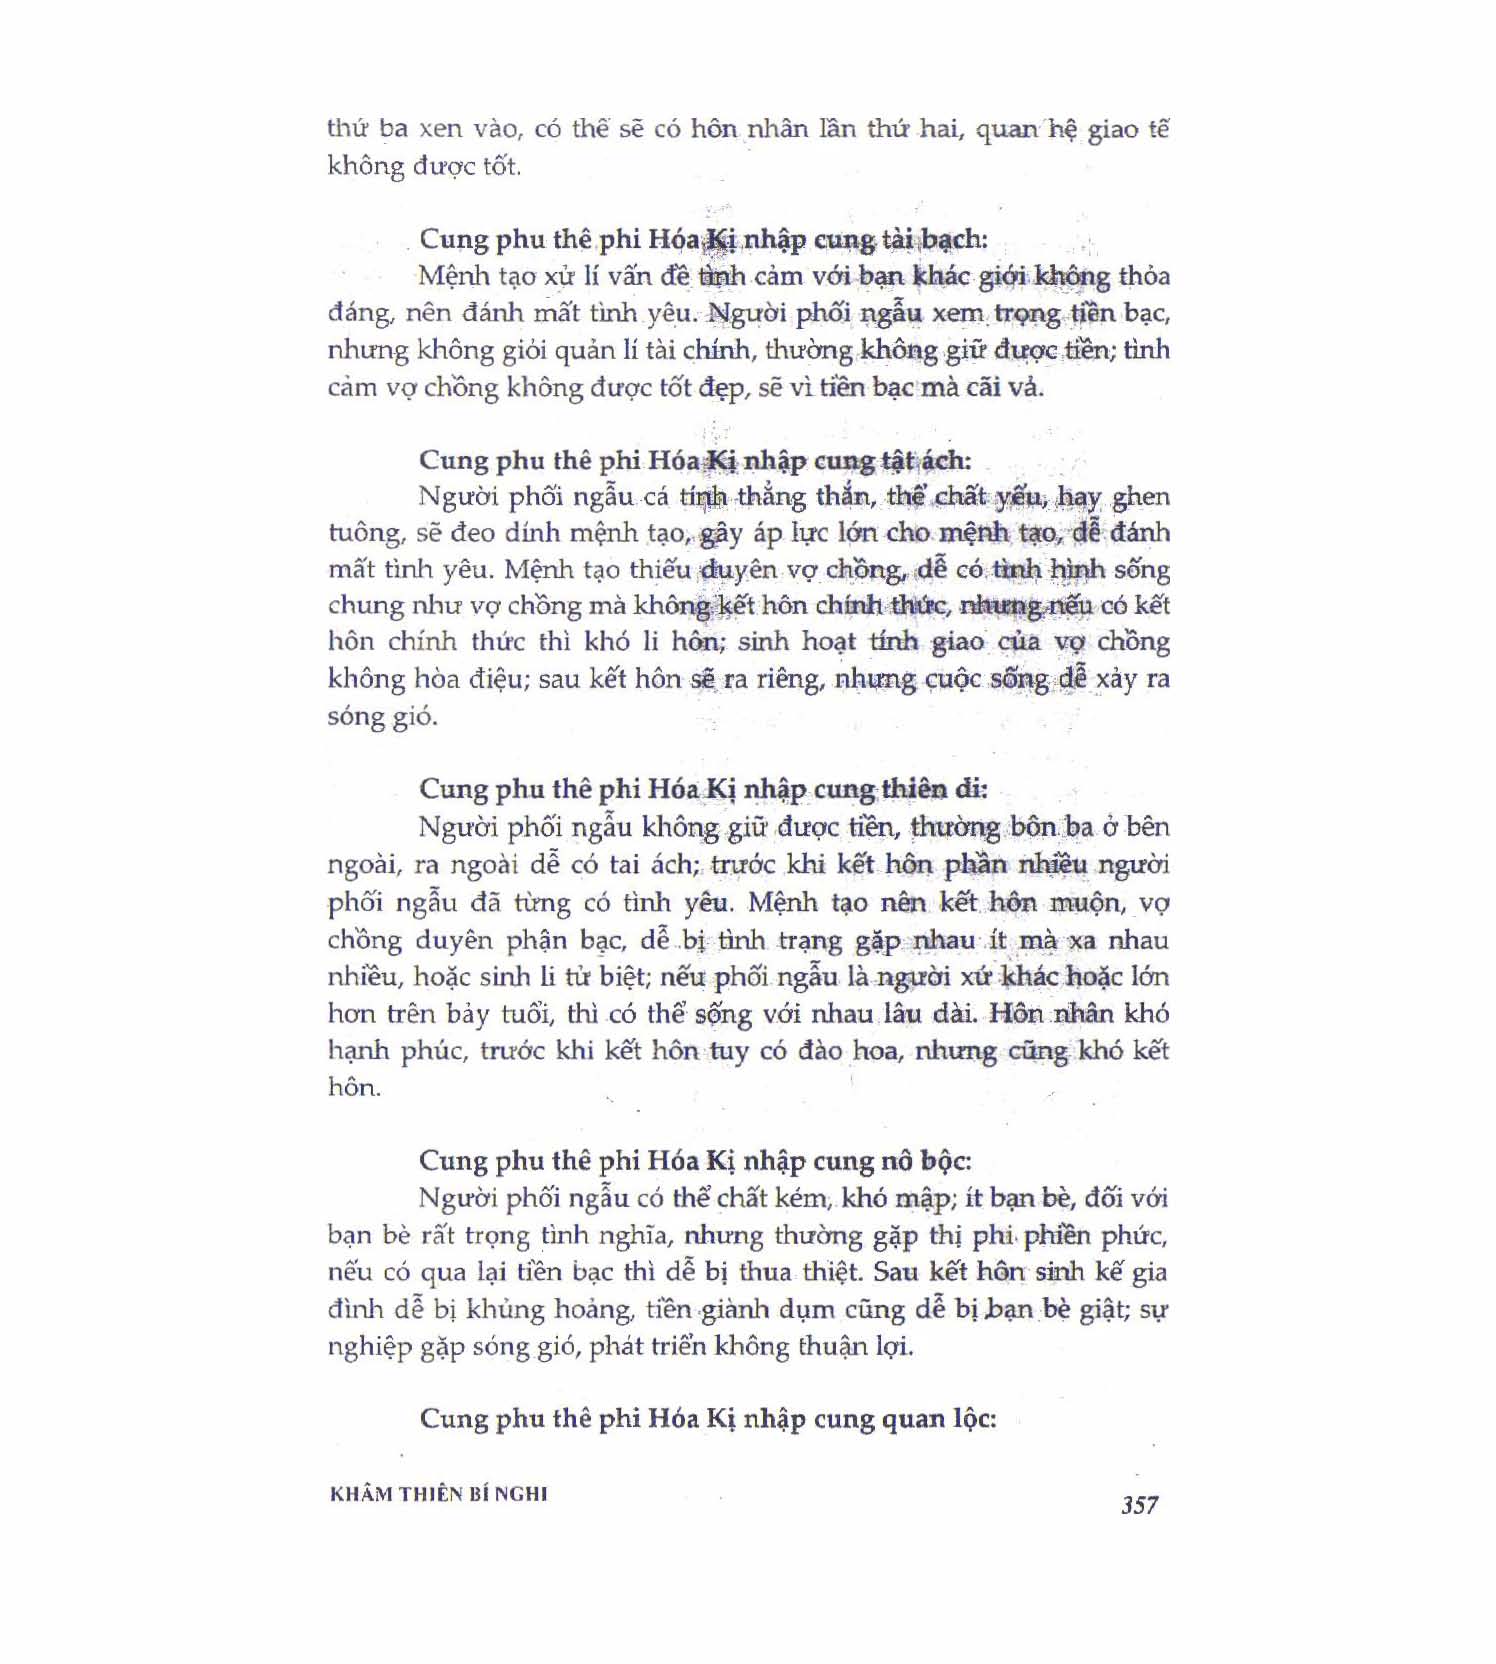 thứ ba xen vào, có thể sẽ có hôn nhân lần thứ hai, quan hệ giao tế
không được tốt.
Cung phu thê phi Hóa Kị nhập cung tài bạch:
Mệnh tạo xử lí vấn đề tình cảm với bạn khác giới không thỏa
đáng, nên đánh mất tình yêu. Người phối ngẫu xem trọng tiền bạc,
nhưng không giỏi quản lí tài chính, thường không giữ được tiền; tình
cảm vợ chồng không được tốt đẹp, sẽ vì tiền bạc mà cãi vả.
Cung phu thê phi Hóa Kị nhập cung tật ách:
Người phối ngẫu cá tính thẳng thắn, thể chất yếu, hay ghen
tuông, sẽ đeo dính mệnh tạo, gây áp lực lớn cho mệnh tạo, dễ đánh
mất tình yêu. Mệnh tạo thiếu duyên vợ chồng, dễ có tình hình sống
chung như vợ chồng mà không kết hôn chính thức, nhưng nếu có kết
hôn chính thức thì khó li hôn; sinh hoạt tính giao của vợ chồng
không hòa điệu; sau kết hôn sẽ ra riêng, nhưng cuộc sống dễ xảy ra
sóng gió.
Cung phu thê phi Hóa Kị nhập cung thiên di:
Người phối ngẫu không giữ được tiền, thường bôn ba ở bên
ngoài, ra ngoài dễ có tai ách; trước khi kết hôn phần nhiều người
phối ngẫu đã từng có tình yêu. Mệnh tạo nên kết hôn muộn, vợ
chồng duyên phận bạc, dễ bị tình trạng gặp nhau ít mà xa nhau
nhiều, hoặc sinh li tử biệt; nếu phối ngẫu là người xứ khác hoặc lớn
hơn trên bảy tuổi, thì có thể sống với nhau lâu dài. Hôn nhân khó
hạnh phúc, trước khi kết hôn tuy có đào hoa, nhưng cũng khó kết
hôn.
Cung phu thê phi Hóa Kị nhập cung nô bộc:
Người phối ngẫu có thể chất kém, khó mập; ít bạn bè, đối với
bạn bè rất trọng tình nghĩa, nhưng thường gặp thị phi phiền phức,
nếu có qua lại tiền bạc thì dễ bị thua thiệt. Sau kết hôn sinh kế gia
đình dễ bị khủng hoảng, tiền giành dụm cũng dễ bị bạn bè giật; sự
nghiệp gặp sóng gió, phát triển không thuận lợi.
Cung phu thê phi Hóa Kị nhập cung quan lộc:
KHÂM THIÊN BÍ NGHI
357